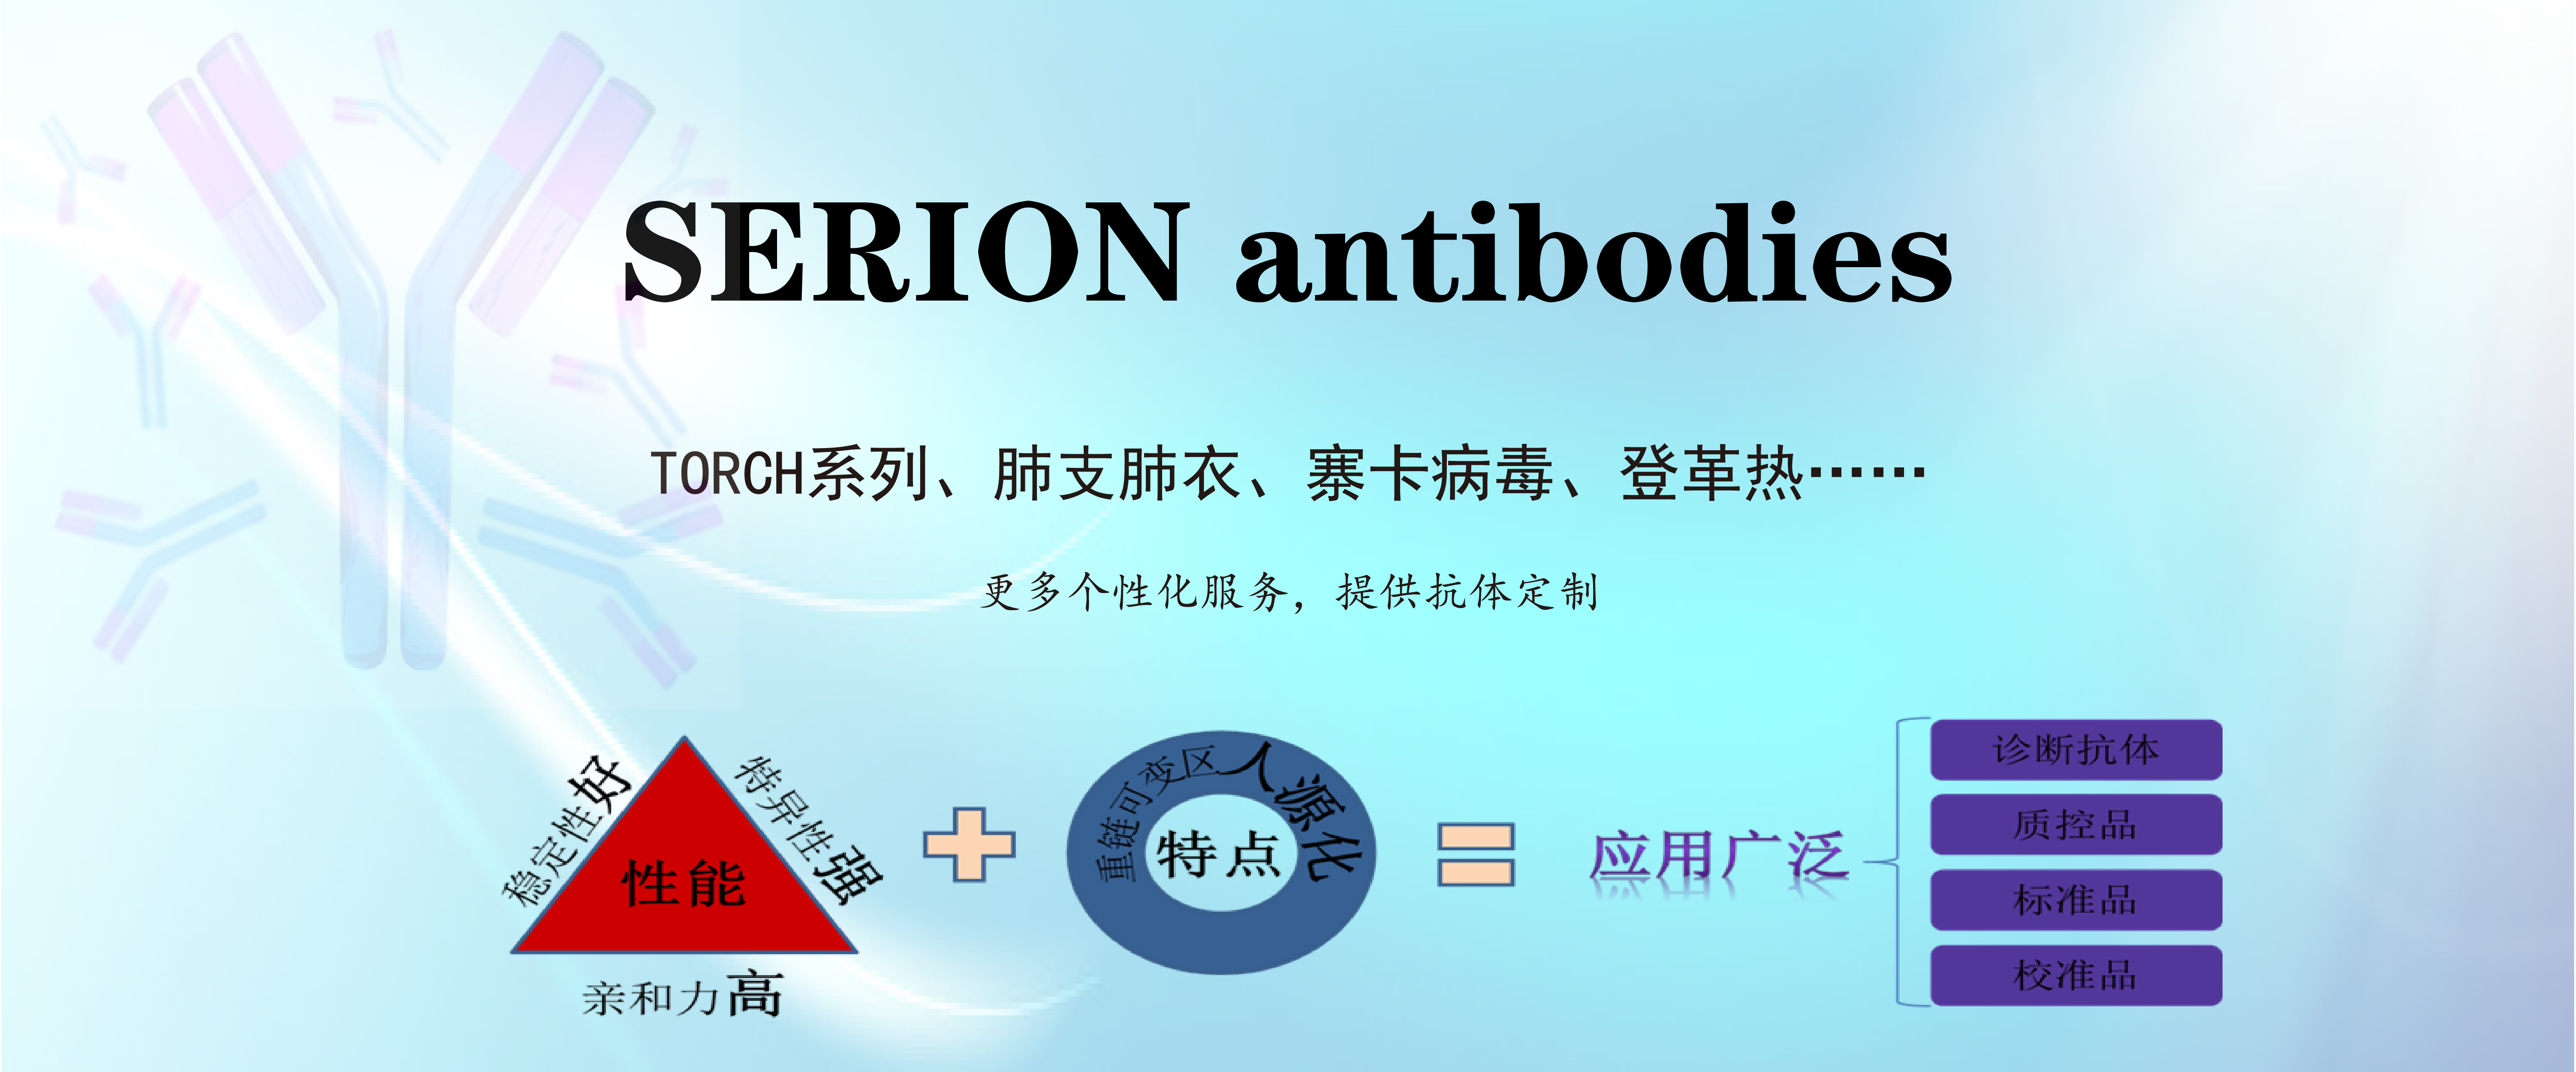 SERION antibodies
TORCH系列、肺支肺衣、寨卡病毒、登革热……
更多个性化服务，提供抗体定制
稳定性好
特异性强
性能
亲和力高
重链可变区人源化
特点
应用广泛
诊断抗体
质控品
标准品
校准品